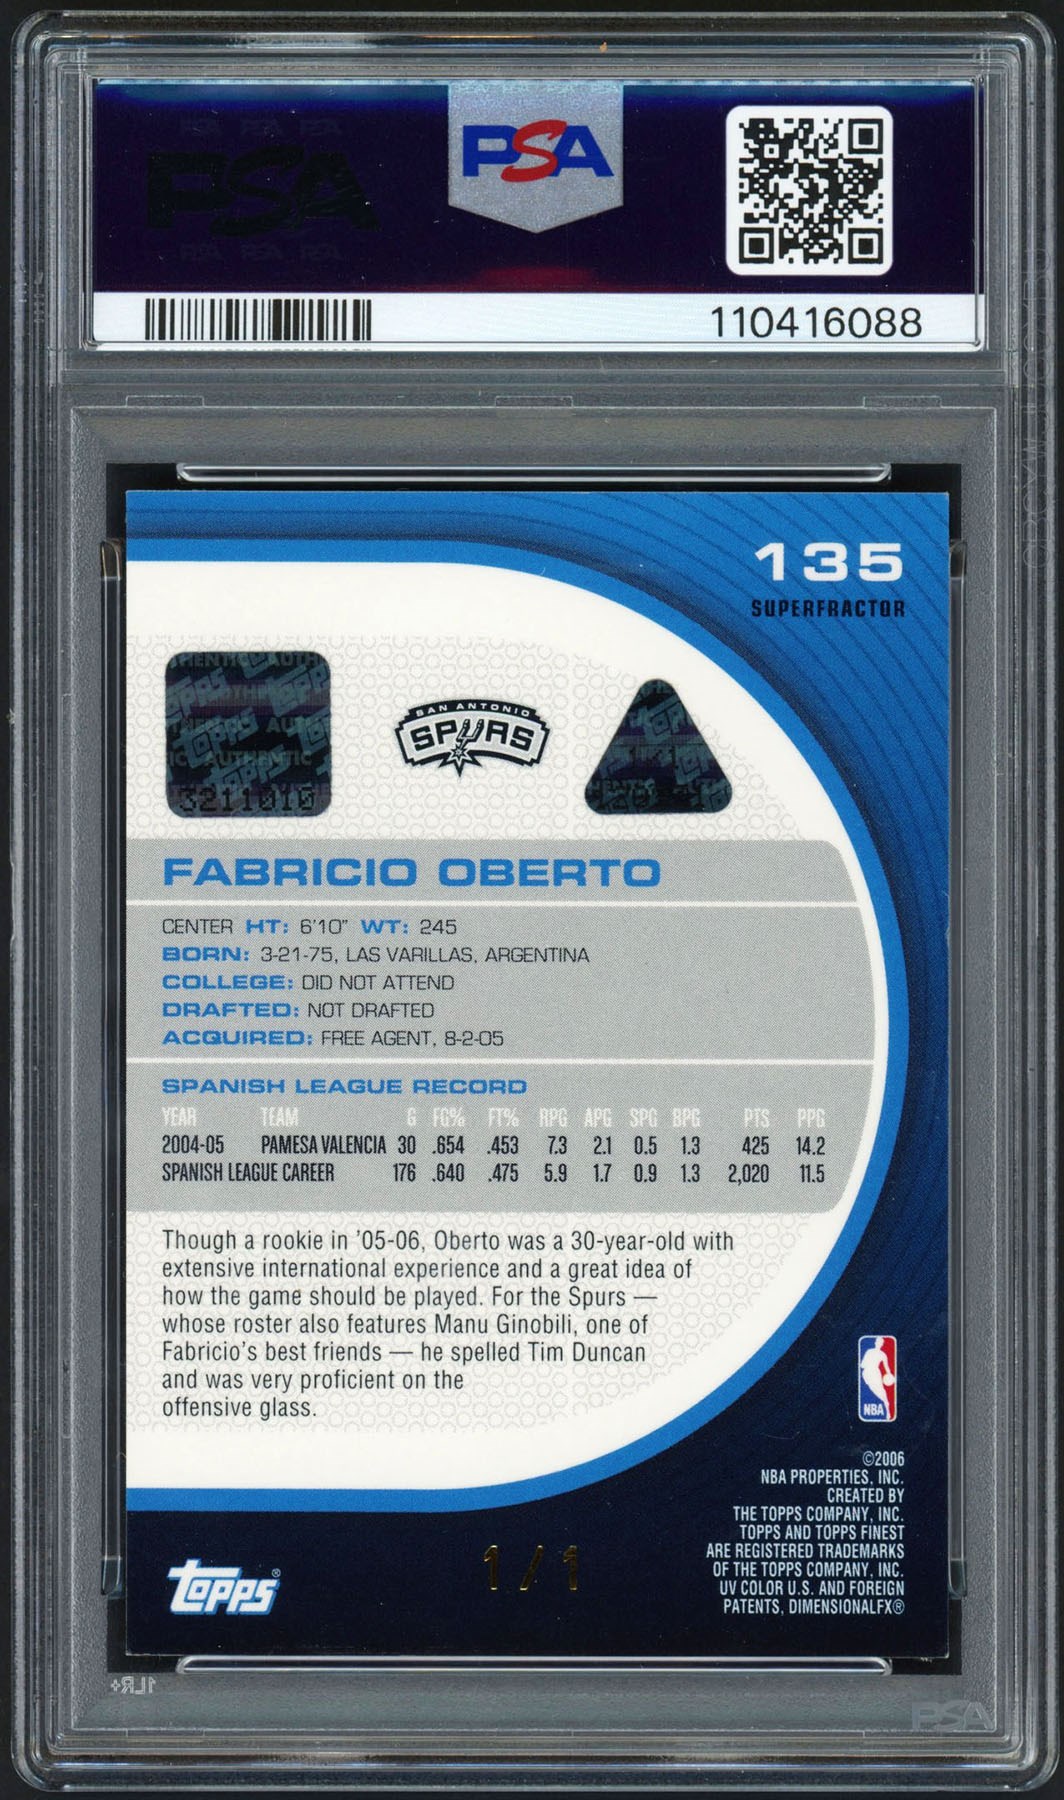 PSA
PSA
110416088
135
SUPERFRACTOR
SAN ANTONIO
SPURS
TOPPS AUTHENTIC
3211010
FABRICIO OBERTO
CENTER HT: 6'10" WT: 245
BORN: 3-21-75, LAS VARILLAS, ARGENTINA
COLLEGE: DID NOT ATTEND
DRAFTED: NOT DRAFTED
ACQUIRED: FREE AGENT, 8-2-05
SPANISH LEAGUE RECORD
YEAR TEAM G FG% FT% RPG APG SPG BPG PTS PPG
2004-05 PAMESA VALENCIA 30 .654 .453 7.3 2.1 0.5 1.3 425 14.2
SPANISH LEAGUE CAREER 176 .640 .475 5.9 1.7 0.9 1.3 2,020 11.5
Though a rookie in '05-06, Oberto was a 30-year-old with
extensive international experience and a great idea of
how the game should be played. For the Spurs —
whose roster also features Manu Ginobili, one of
Fabricio's best friends — he spelled Tim Duncan
and was very proficient on the
offensive glass.
NBA
©2006
NBA PROPERTIES, INC.
CREATED BY
THE TOPPS COMPANY, INC.
TOPPS AND TOPPS FINEST
ARE REGISTERED TRADEMARKS
OF THE TOPPS COMPANY, INC.
UV COLOR U.S. AND FOREIGN
PATENTS, DIMENSIONALFX®
topps®
1/1
1LR+
PSA